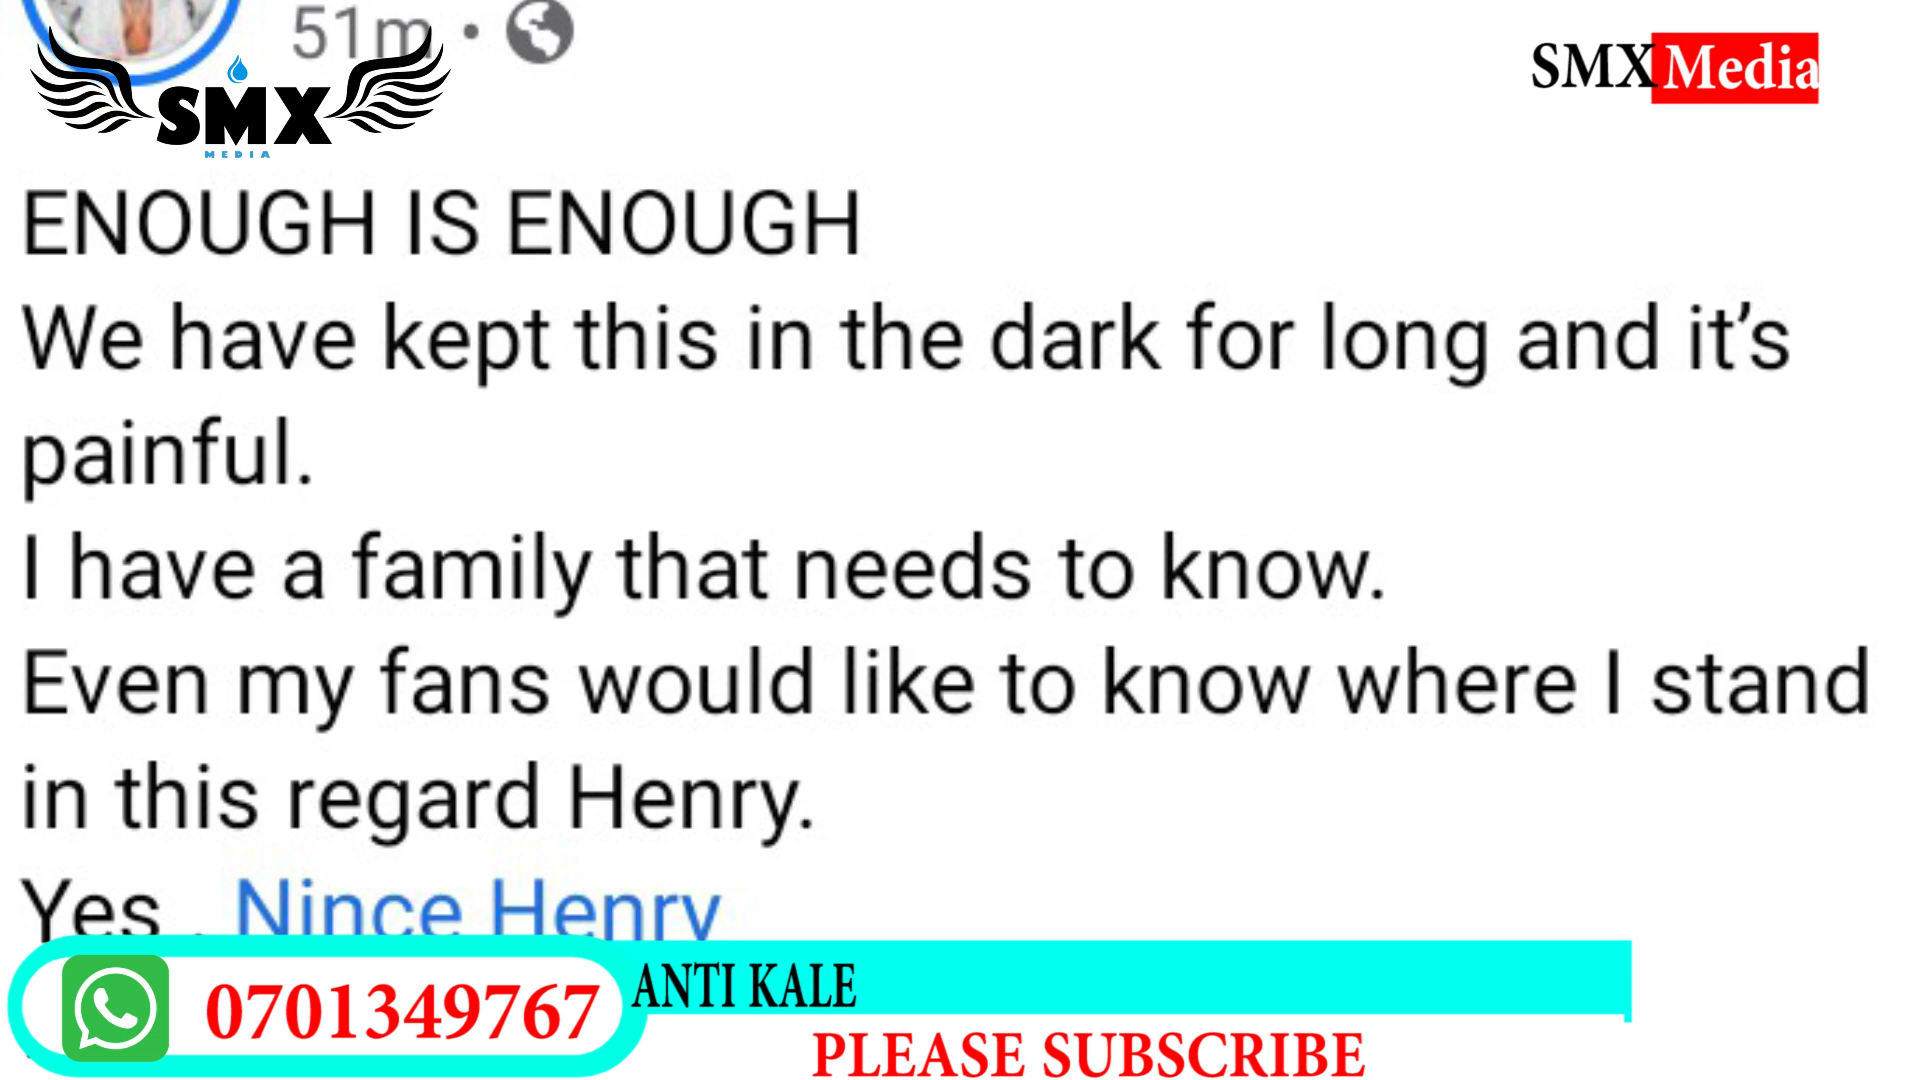 51m
SMX
MEDIA
SMX Media
ENOUGH IS ENOUGH
We have kept this in the dark for long and it's
painful.
I have a family that needs to know.
Even my fans would like to know where I stand
in this regard Henry.
Yes , Nince Henry
0701349767
ANTI KALE
PLEASE SUBSCRIBE